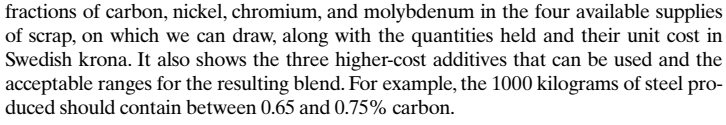 fractions of carbon, nickel, chromium, and molybdenum in the four available supplies
of scrap, on which we can draw, along with the quantities held and their unit cost in
Swedish krona. It also shows the three higher-cost additives that can be used and the
acceptable ranges for the resulting blend. For example, the 1000 kilograms of steel pro-
duced should contain between 0.65 and 0.75% carbon.